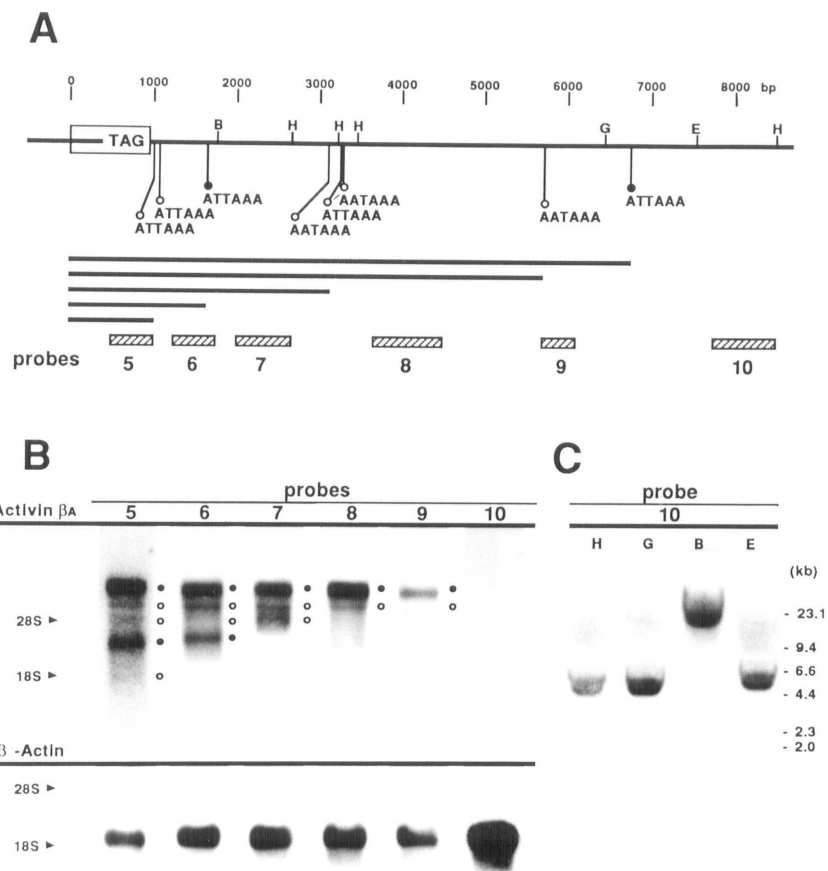 A
0 1000 2000 3000 4000 5000 6000 7000 8000 bp
B H H H G E H
TAG
ATTAAA AATAAA ATTAAA
ATTAAA ATTAAA AATAAA
ATTAAA AATAAA
probes 5 6 7 8 9 10
B
probes
Activin βA 5 6 7 8 9 10
28S
18S
β -Actin
28S
18S
C
probe
10
H G B E
(kb)
- 23.1
- 9.4
- 6.6
- 4.4
- 2.3
- 2.0